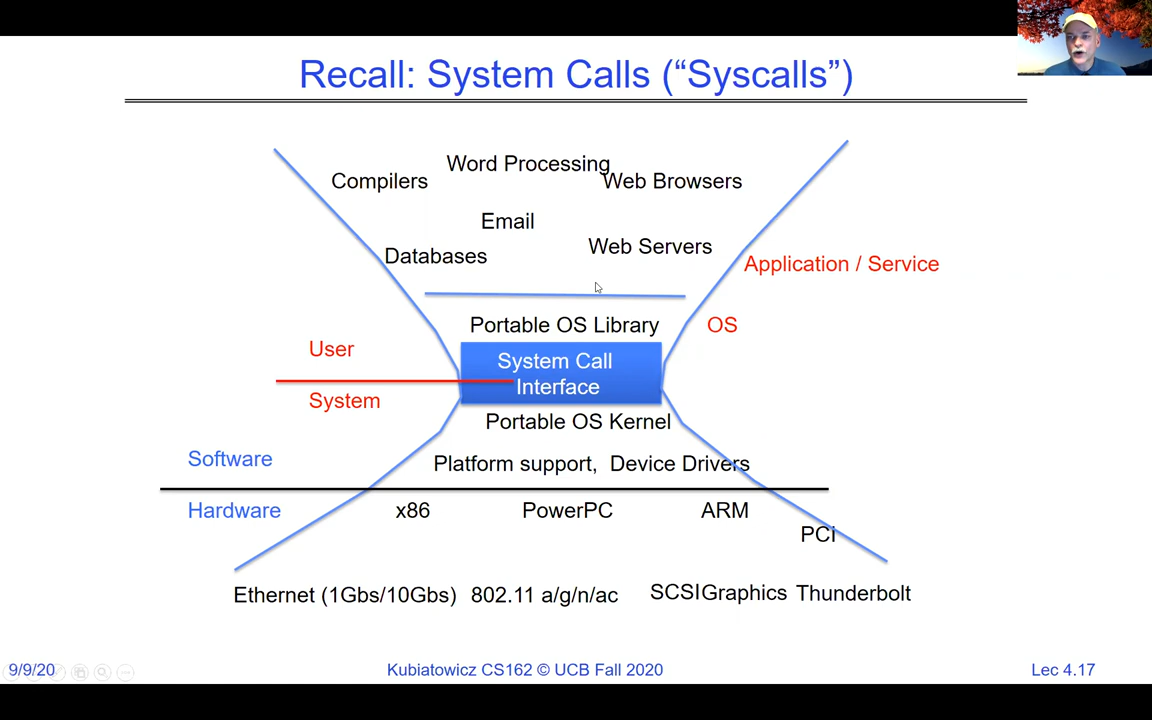 Recall: System Calls (“Syscalls”)
Word Processing
Compilers
Web Browsers
Email
Databases
Web Servers
Application / Service
Portable OS Library
OS
User
System Call
Interface
System
Portable OS Kernel
Software
Platform support, Device Drivers
Hardware
x86
PowerPC
ARM
PCI
Ethernet (1Gbs/10Gbs)
802.11 a/g/n/ac
SCSI
Graphics
Thunderbolt
9/9/20
Kubiatowicz CS162 © UCB Fall 2020
Lec 4.17